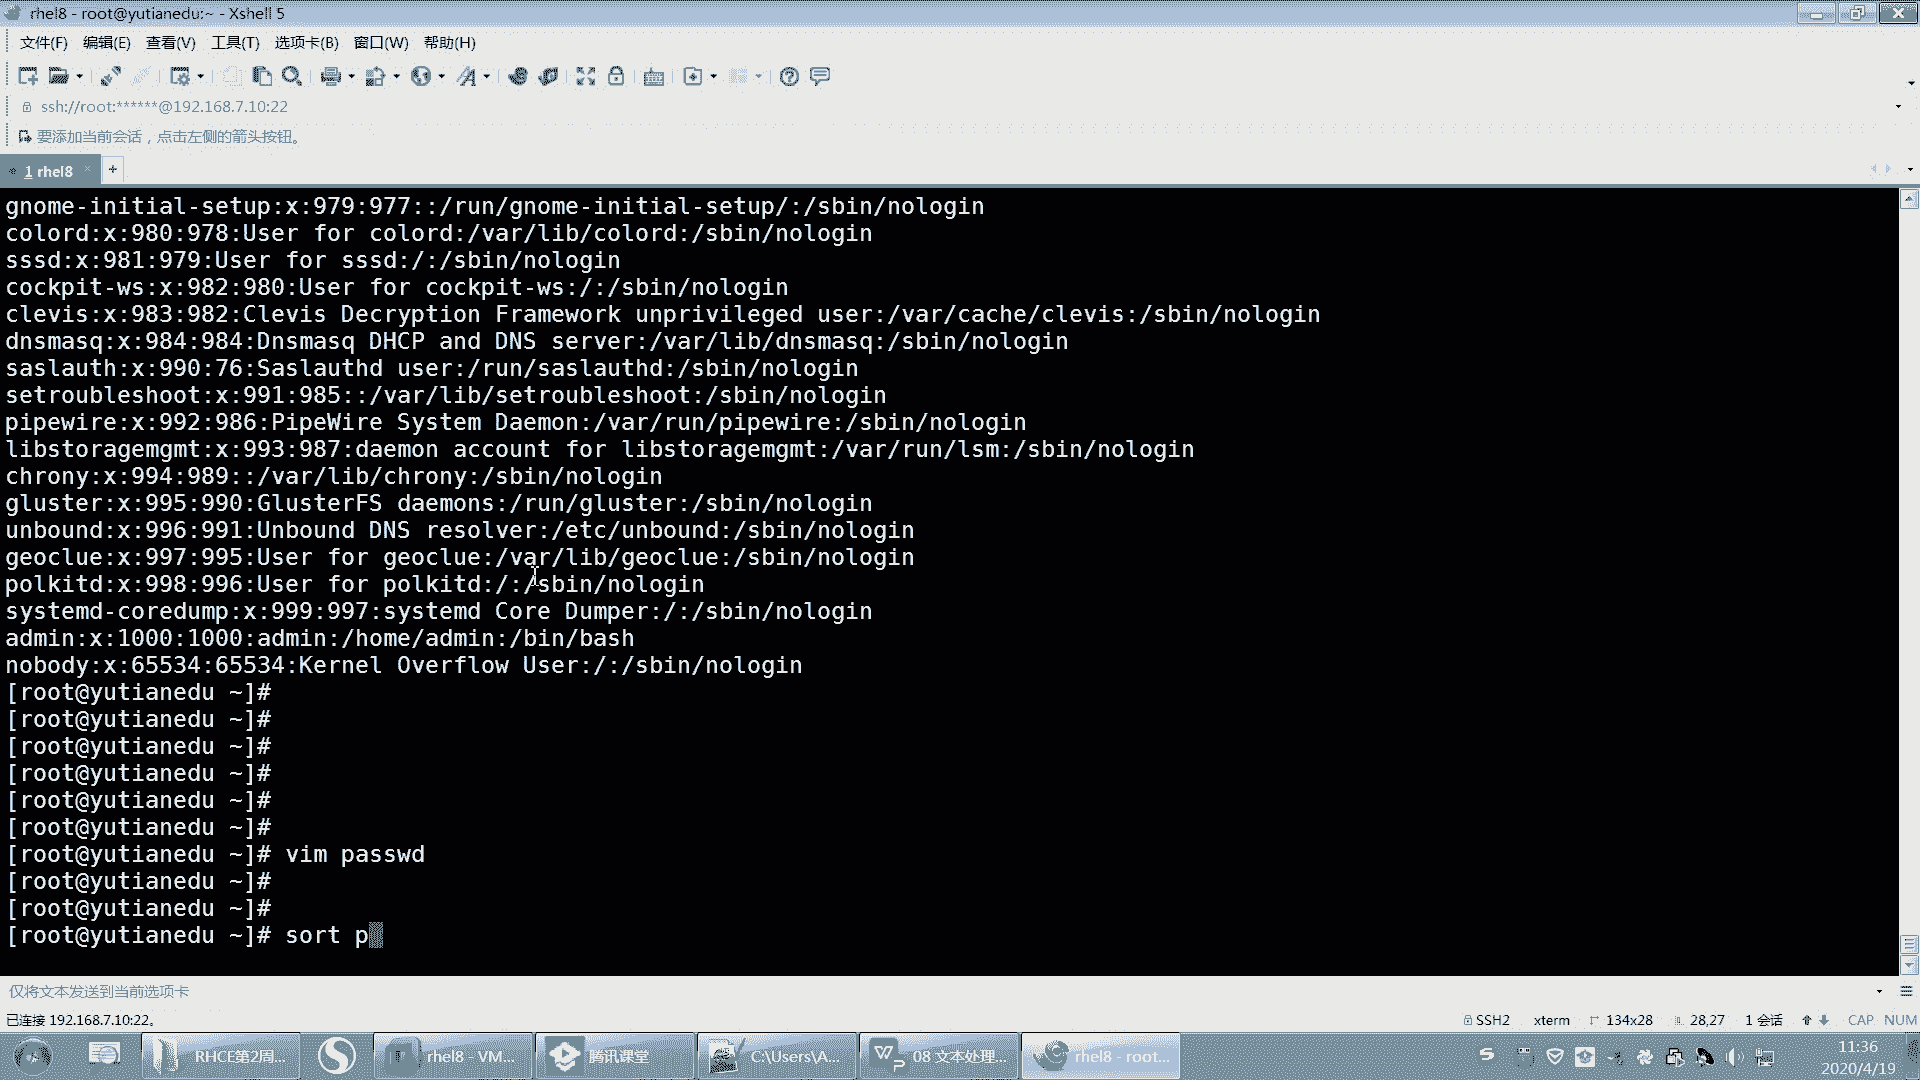 rhel8 - root@yutianedu:~ - Xshell 5
文件(F) 编辑(E) 查看(V) 工具(T) 选项卡(B) 窗口(W) 帮助(H)
ssh://root:******@192.168.7.10:22
要添加当前会话，点击左侧的箭头按钮。
1 rhel8
gnome-initial-setup:x:979:977::/run/gnome-initial-setup/:/sbin/nologin
colord:x:980:978:User for colord:/var/lib/colord:/sbin/nologin
sssd:x:981:979:User for sssd:/:/sbin/nologin
cockpit-ws:x:982:980:User for cockpit-ws:/:/sbin/nologin
clevis:x:983:982:Clevis Decryption Framework unprivileged user:/var/cache/clevis:/sbin/nologin
dnsmasq:x:984:984:Dnsmasq DHCP and DNS server:/var/lib/dnsmasq:/sbin/nologin
saslauth:x:990:76:Saslauthd user:/run/saslauthd:/sbin/nologin
setroubleshoot:x:991:985::/var/lib/setroubleshoot:/sbin/nologin
pipewire:x:992:986:PipeWire System Daemon:/var/run/pipewire:/sbin/nologin
libstoragemgmt:x:993:987:daemon account for libstoragemgmt:/var/run/lsm:/sbin/nologin
chrony:x:994:989::/var/lib/chrony:/sbin/nologin
gluster:x:995:990:GlusterFS daemons:/run/gluster:/sbin/nologin
unbound:x:996:991:Unbound DNS resolver:/etc/unbound:/sbin/nologin
geoclue:x:997:995:User for geoclue:/var/lib/geoclue:/sbin/nologin
polkitd:x:998:996:User for polkitd:/:/sbin/nologin
systemd-coredump:x:999:997:systemd Core Dumper:/:/sbin/nologin
admin:x:1000:1000:admin:/home/admin:/bin/bash
nobody:x:65534:65534:Kernel Overflow User:/:/sbin/nologin
[root@yutianedu ~]#
[root@yutianedu ~]#
[root@yutianedu ~]#
[root@yutianedu ~]#
[root@yutianedu ~]#
[root@yutianedu ~]#
[root@yutianedu ~]# vim passwd
[root@yutianedu ~]#
[root@yutianedu ~]#
[root@yutianedu ~]# sort p
仅将文本发送到当前选项卡
已连接 192.168.7.10:22。 SSH2 xterm 134x28 28,27 1 会话 CAP NUM
RHCE第2周... rhel8 - VM... 腾讯课堂 C:\Users\A... 08 文本处理... rhel8 - root... 11:36
2020/4/19